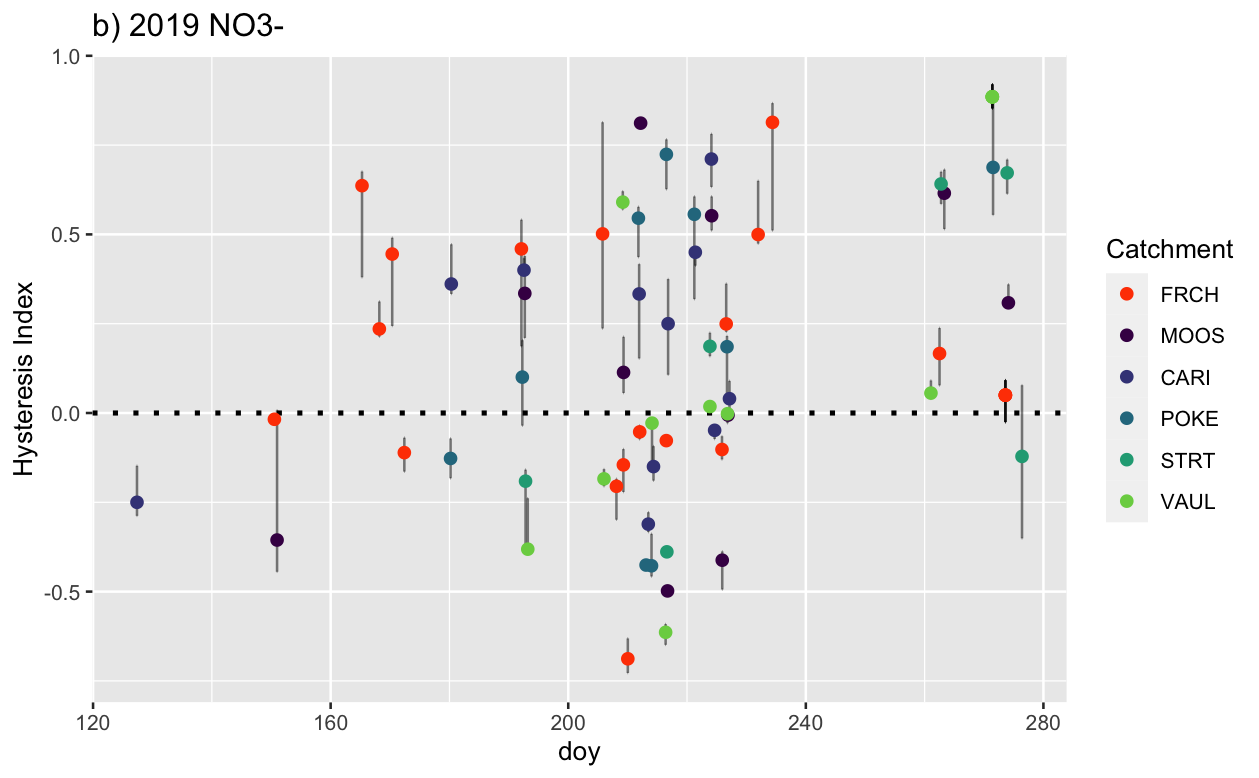 b) 2019 NO3-
1.0
0.5
0.0
-0.5
Hysteresis Index
120 160 200 240 280
doy
Catchment
FRCH
MOOS
CARI
POKE
STRT
VAUL